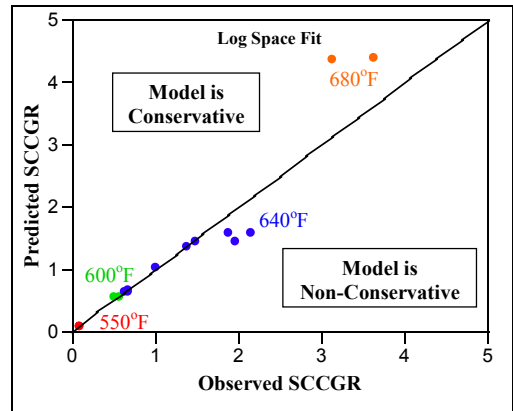 Log Space Fit
680°F
Model is
Conservative
640°F
600°F
Model is
Non-Conservative
550°F
Predicted SCCGR
5
4
3
2
1
0
0 1 2 3 4 5
Observed SCCGR